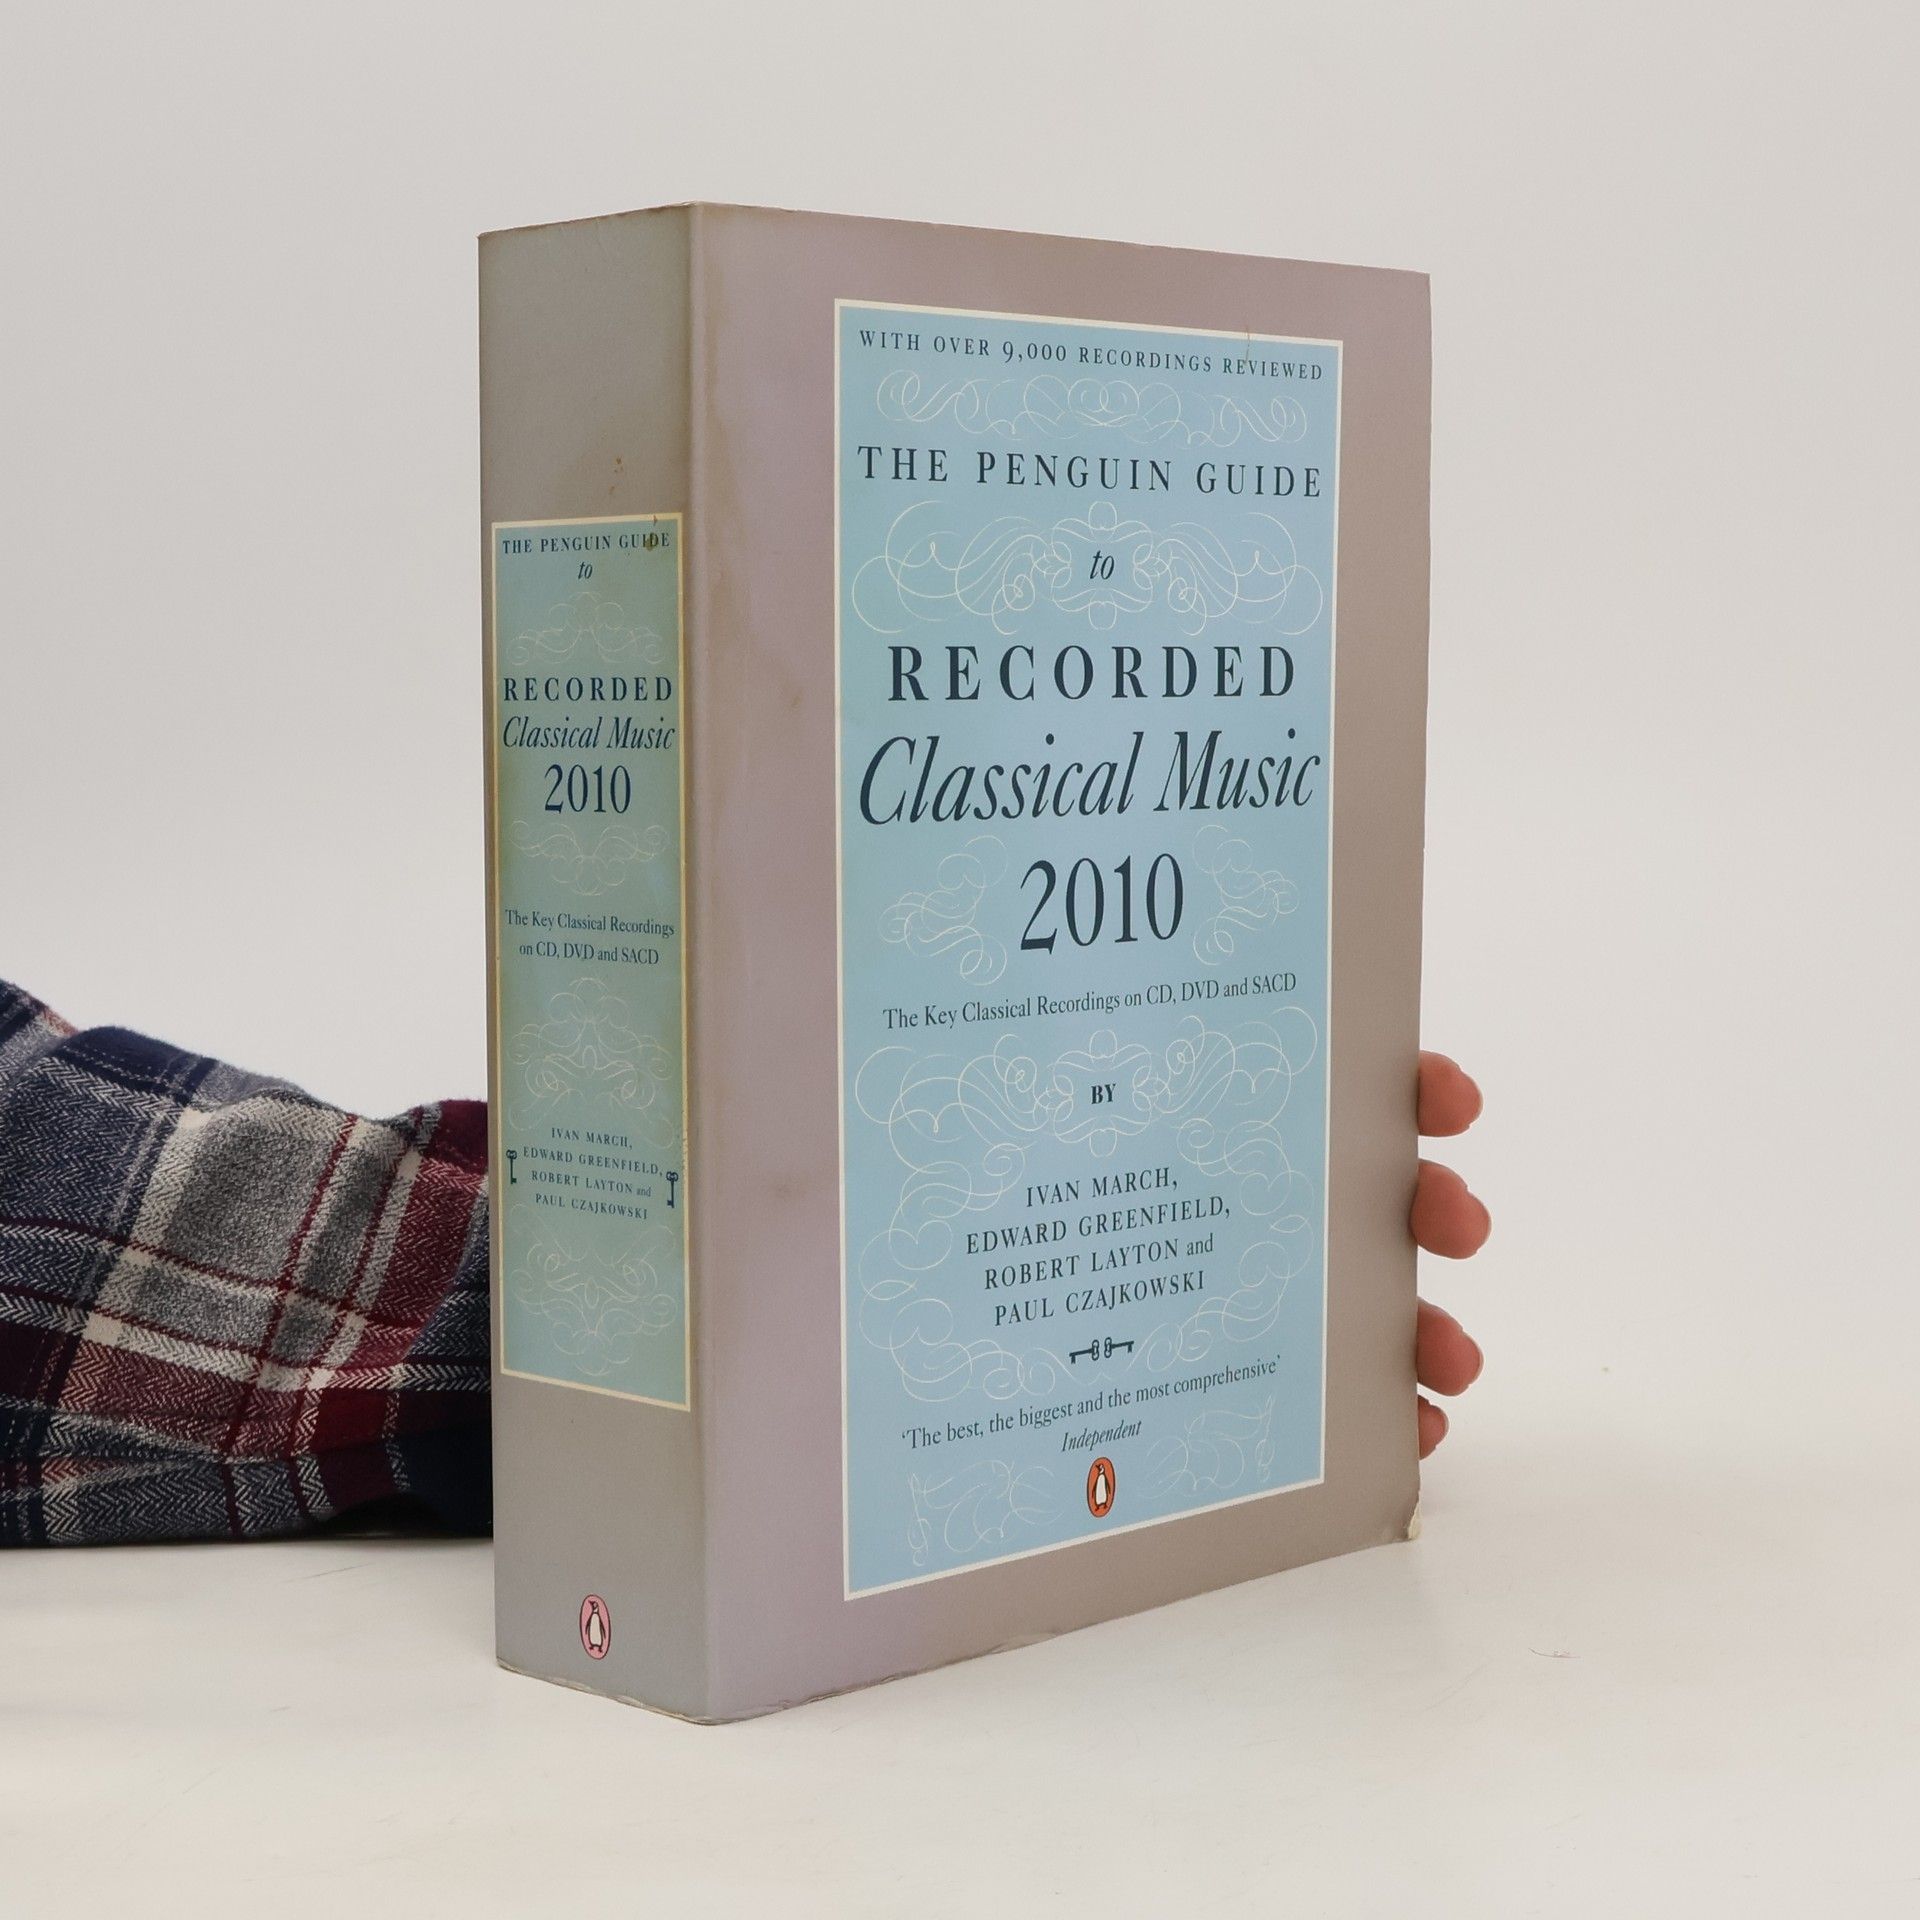 THE PENGUIN GUIDE
to
RECORDED
Classical Music
2010
The Key Classical Recordings
on CD, DVD and SACD
IVAN MARCH,
EDWARD GREENFIELD,
ROBERT LAYTON and
PAUL CZAJKOWSKI
WITH OVER 9,000 RECORDINGS REVIEWED
THE PENGUIN GUIDE
to
RECORDED
Classical Music
2010
The Key Classical Recordings on CD, DVD and SACD
BY
IVAN MARCH,
EDWARD GREENFIELD,
ROBERT LAYTON and
PAUL CZAJKOWSKI
‘The best, the biggest and the most comprehensive’
Independent